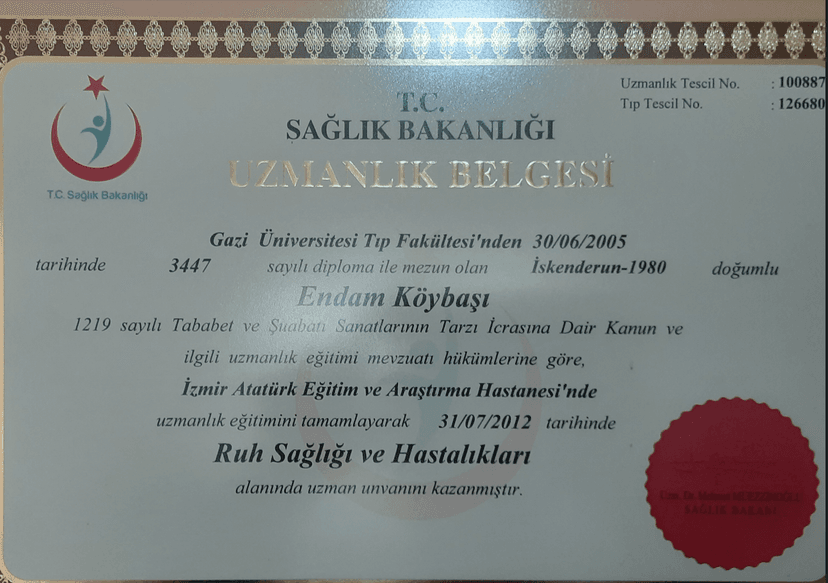 Uzmanlık Tescil No. : 100887
Tıp Tescil No. : 126680
T.C. Sağlık Bakanlığı
T.C.
SAĞLIK BAKANLIĞI
UZMANLIK BELGESİ
Gazi Üniversitesi Tıp Fakültesi'nden 30/06/2005
tarihinde 3447 sayılı diploma ile mezun olan İskenderun-1980 doğumlu
Endam Köybaşı
1219 sayılı Tababet ve Şuabatı Sanatlarının Tarzı İcrasına Dair Kanun ve
ilgili uzmanlık eğitimi mevzuatı hükümlerine göre,
İzmir Atatürk Eğitim ve Araştırma Hastanesi'nde
uzmanlık eğitimini tamamlayarak 31/07/2012 tarihinde
Ruh Sağlığı ve Hastalıkları
alanında uzman unvanını kazanmıştır.
SAĞLIK BAKANI